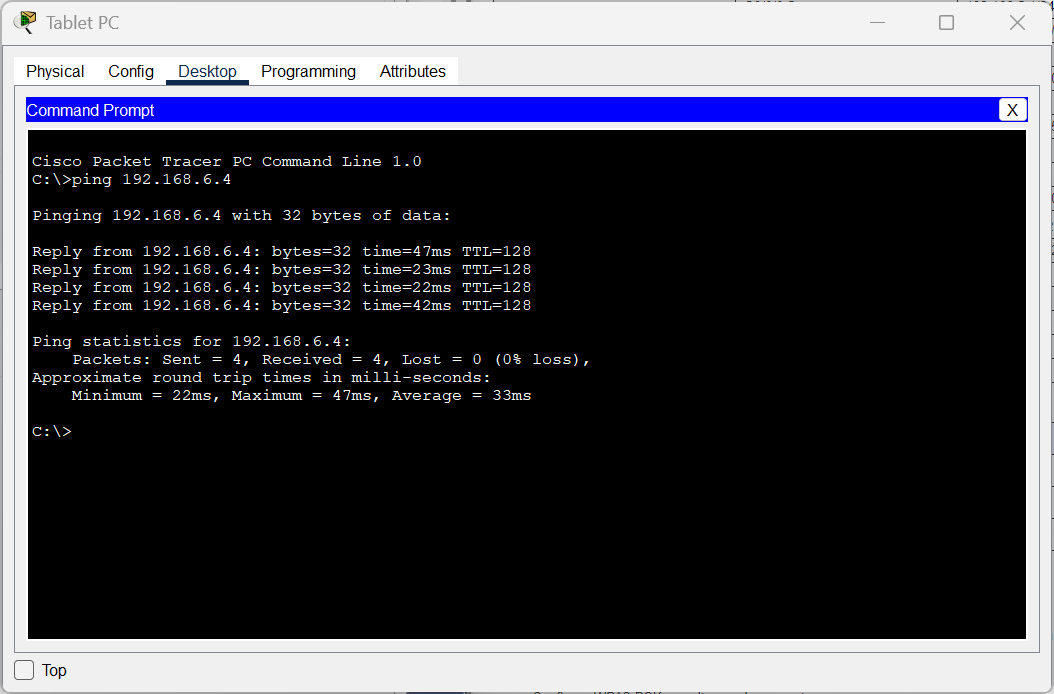 Tablet PC
Physical Config Desktop Programming Attributes
Command Prompt X
Cisco Packet Tracer PC Command Line 1.0
C:\>ping 192.168.6.4
Pinging 192.168.6.4 with 32 bytes of data:
Reply from 192.168.6.4: bytes=32 time=47ms TTL=128
Reply from 192.168.6.4: bytes=32 time=23ms TTL=128
Reply from 192.168.6.4: bytes=32 time=22ms TTL=128
Reply from 192.168.6.4: bytes=32 time=42ms TTL=128
Ping statistics for 192.168.6.4:
Packets: Sent = 4, Received = 4, Lost = 0 (0% loss),
Approximate round trip times in milli-seconds:
Minimum = 22ms, Maximum = 47ms, Average = 33ms
C:\>
Top